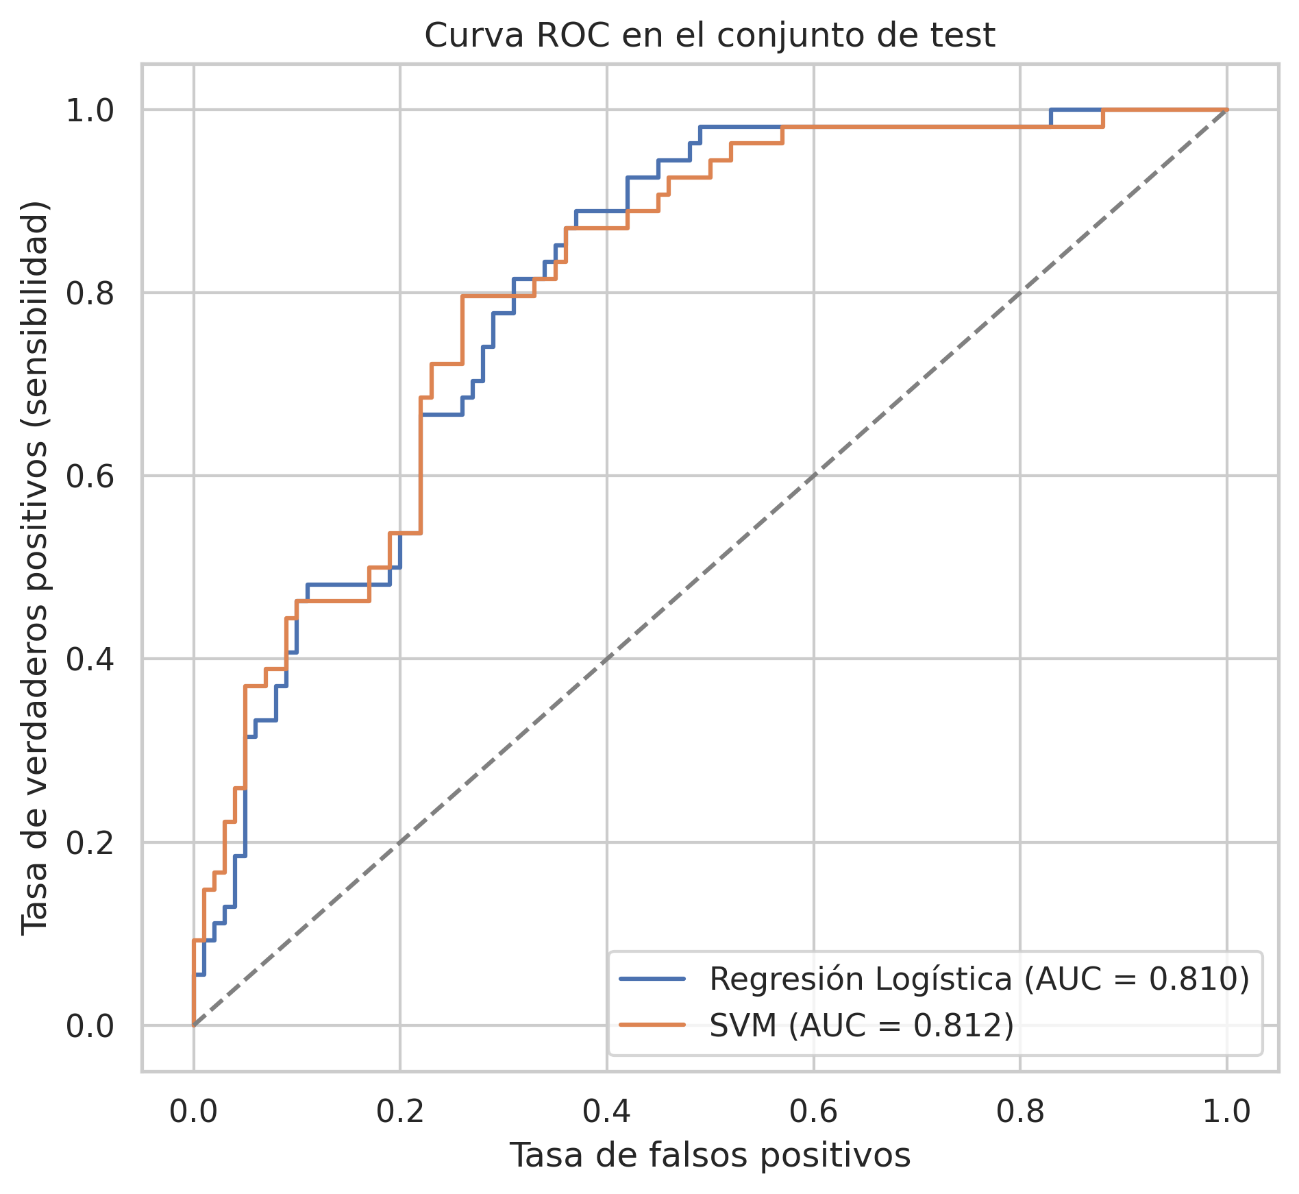 Curva ROC en el conjunto de test
Tasa de verdaderos positivos (sensibilidad)
1.0
0.8
0.6
0.4
0.2
0.0
Regresión Logística (AUC = 0.810)
SVM (AUC = 0.812)
0.0 0.2 0.4 0.6 0.8 1.0
Tasa de falsos positivos